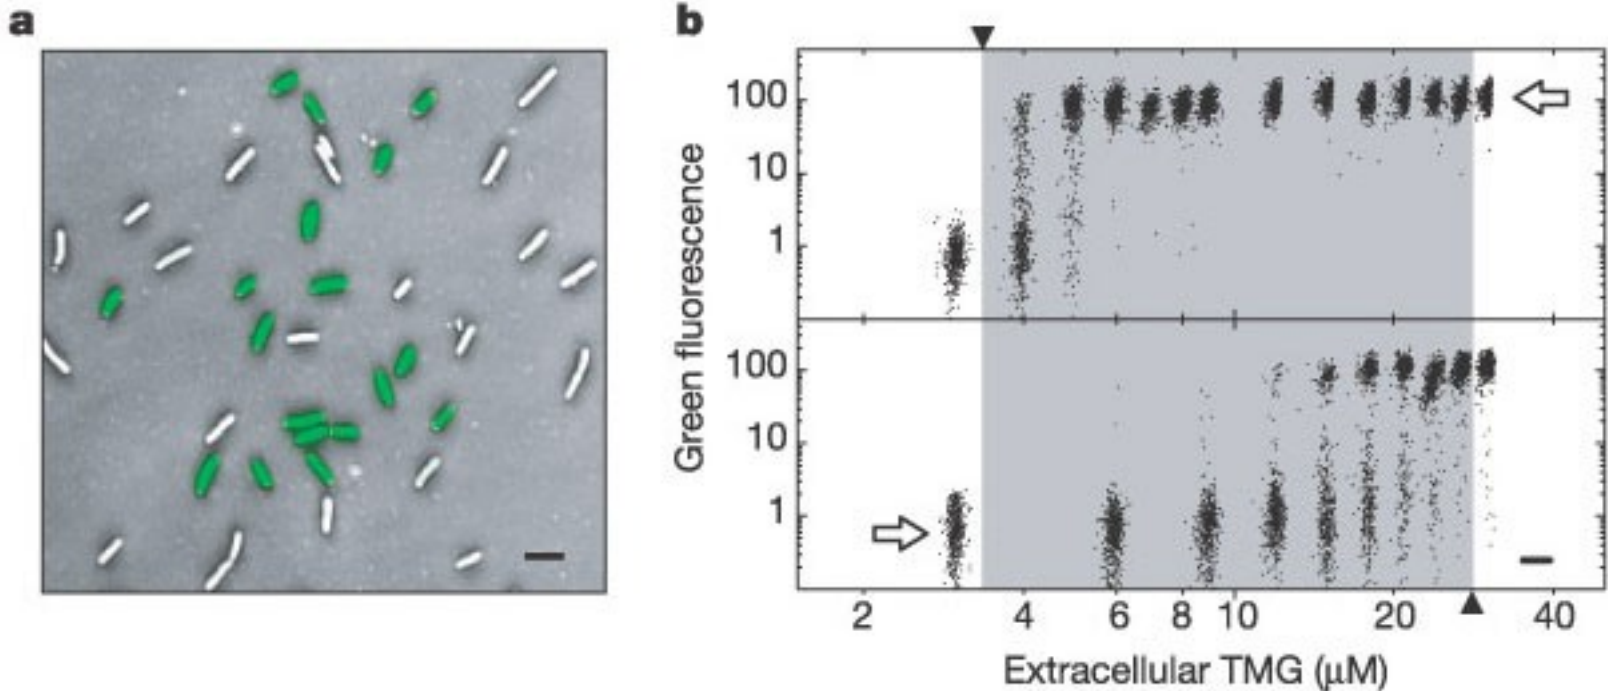 a
b
100
10
1
100
10
1
Green fluorescence
2 4 6 8 10 20 40
Extracellular TMG (μM)